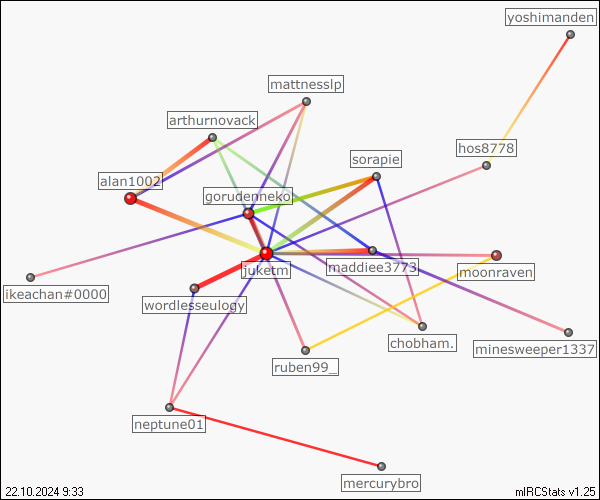 yoshimanden
mattnesslp
arthurnovack
hos8778
sorapie
alan1002
gorudenneko
juketm
maddiee3773
moonraven
ikeachan#0000
wordlesseulogy
chobham.
minesweeper1337
ruben99_
neptune01
mercurybro
22.10.2024 9:33
mIRCStats v1.25